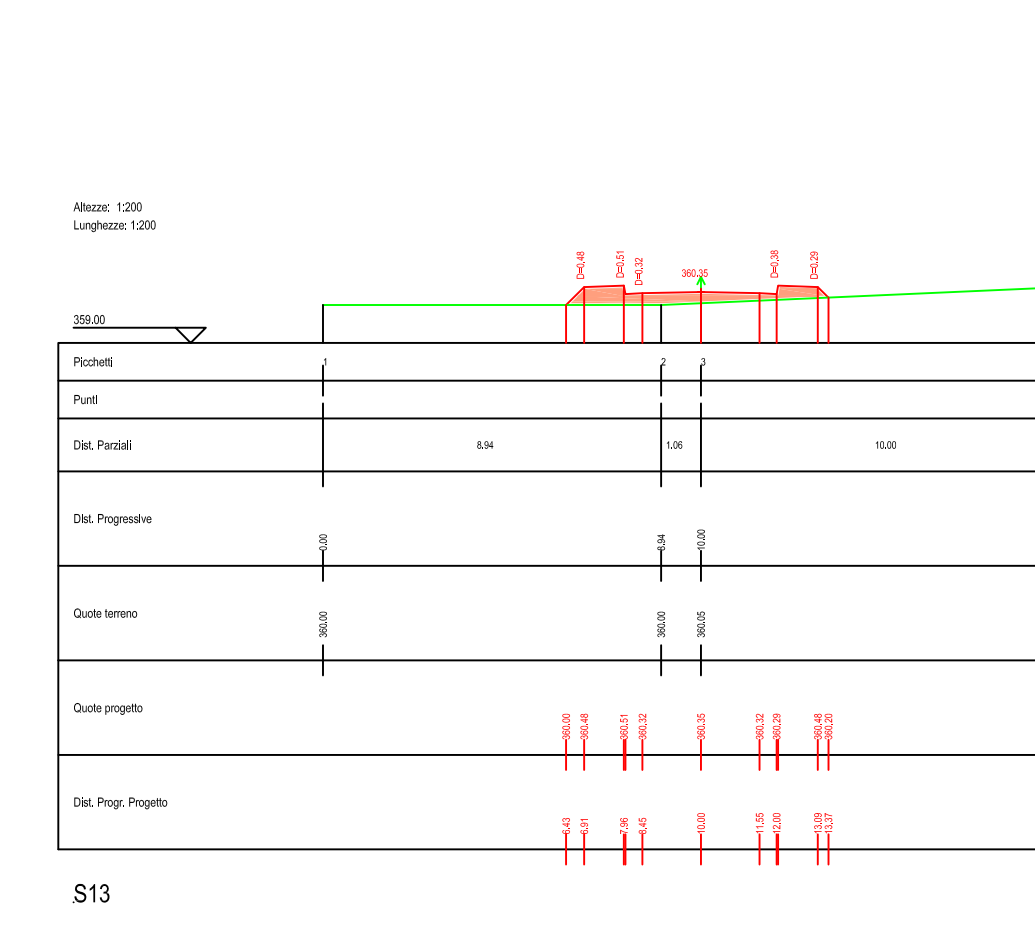 Altezze: 1:200
Lunghezze: 1:200
D=0.48
D=0.51
D=0.32
360.35
D=0.38
D=0.29
359.00
Picchetti
1 2 3
Punti
Dist. Parziali
8.94 1.06 10.00
Dist. Progressive
0.00 8.94 10.00
Quote terreno
360.00 360.00 360.05
Quote progetto
360.00 360.48 360.51 360.32 360.35 360.32 360.29 360.48 360.20
Dist. Progr. Progetto
6.43 6.91 7.96 8.45 10.00 11.55 12.00 13.09 13.37
S13